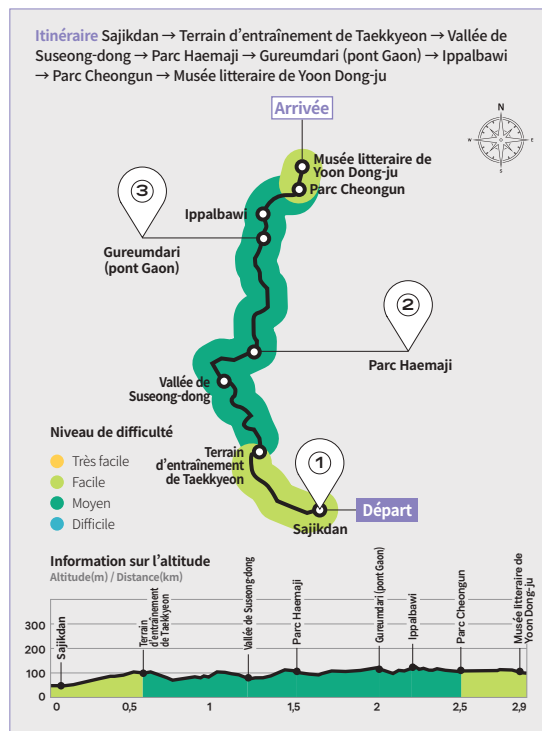 Itinéraire Sajikdan → Terrain d’entraînement de Taekkyeon → Vallée de
Suseong-dong → Parc Haemaji → Gureumdari (pont Gaon) → Ippalbawi
→ Parc Cheongun → Musée litteraire de Yoon Dong-ju
Arrivée
N
W
E
S
Musée litteraire de
Yoon Dong-ju
Parc Cheongun
3
Ippalbawi
Gureumdari
(pont Gaon)
2
Parc Haemaji
Vallée de
Suseong-dong
Niveau de difficulté
Très facile
Facile
Moyen
Difficile
Terrain
d’entraînement
de Taekkyeon
1
Départ
Sajikdan
Information sur l’altitude
Altitude(m) / Distance(km)
300
200
100
0
Sajikdan
Terrain
d’entraînement
de Taekkyeon
Vallée de Suseong-dong
Parc Haemaji
Gureumdari (pont Gaon)
Ippalbawi
Parc Cheongun
Musée litteraire de
Yoon Dong-ju
0
0,5
1
1,5
2
2,5
2,9